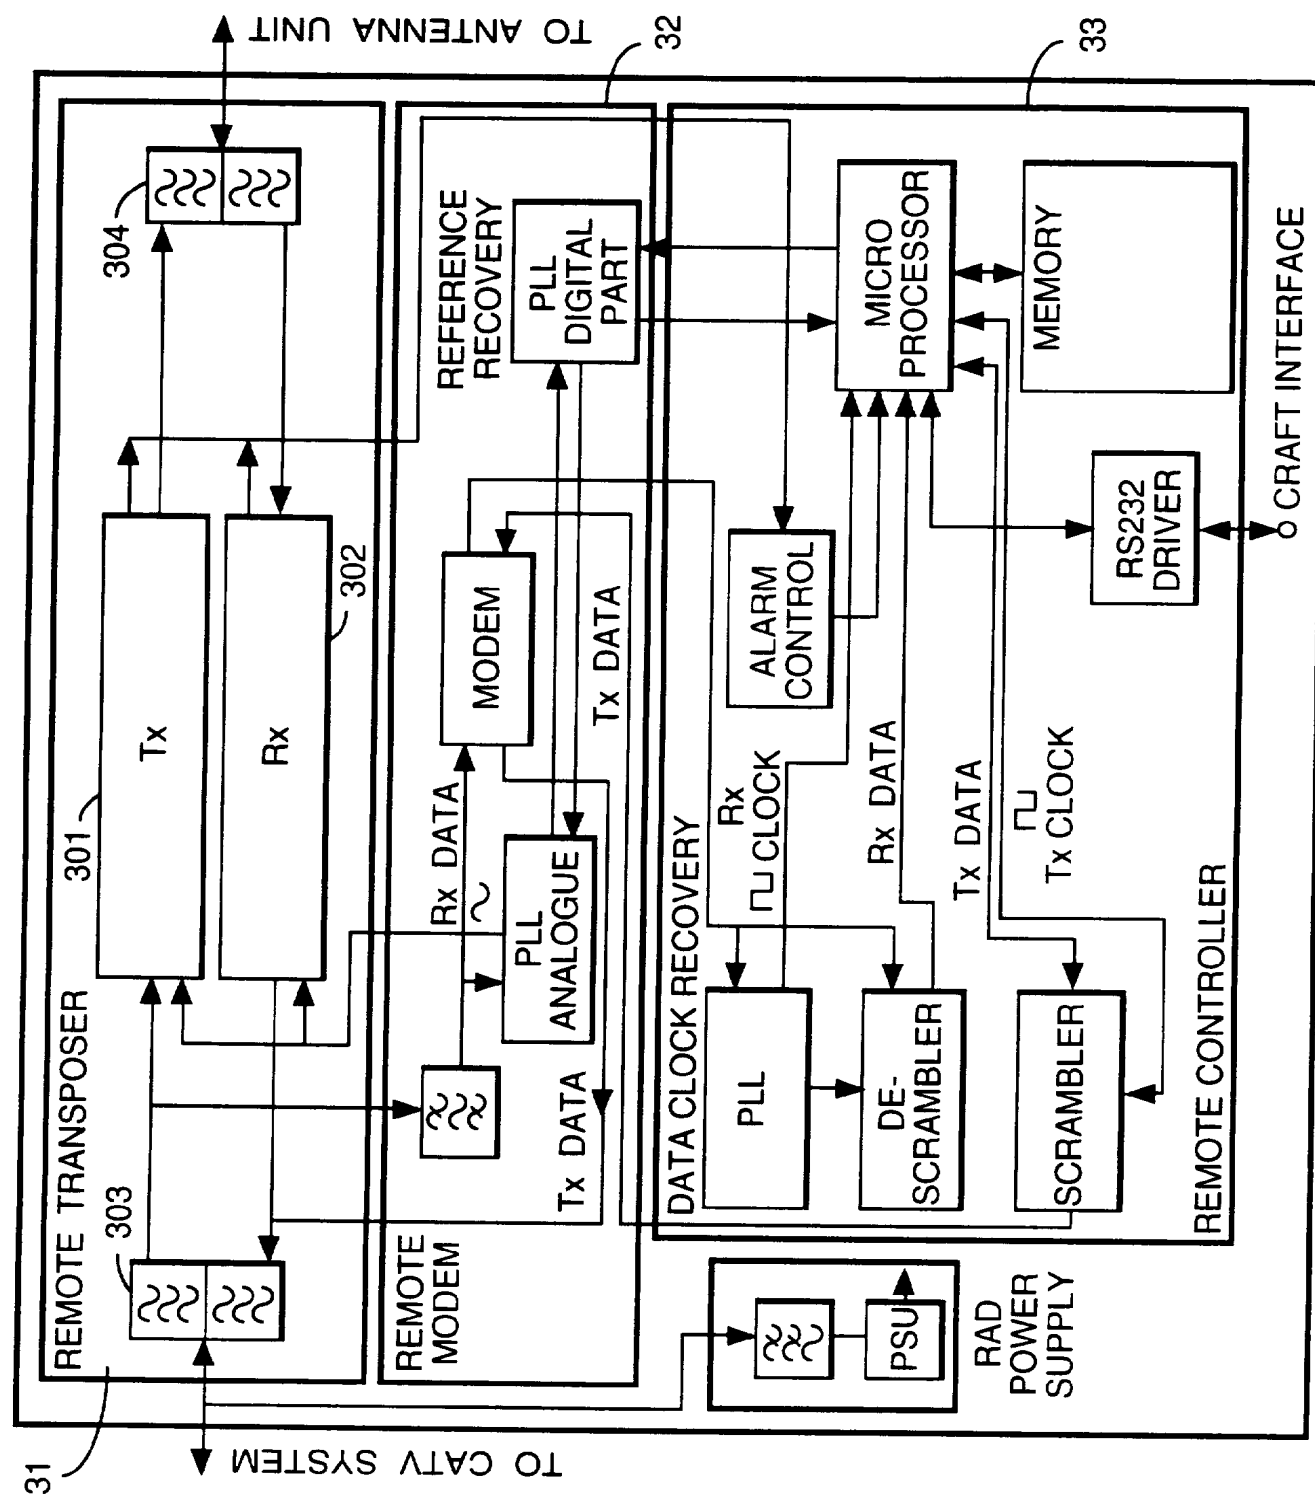 31
TO CATV SYSTEM
TO ANTENNA UNIT
REMOTE TRANSPOSER
303
301
Tx
Rx
302
304
32
REMOTE
MODEM
Tx DATA
Rx DATA
PLL
ANALOGUE
MODEM
Tx DATA
REFERENCE
RECOVERY
PLL
DIGITAL
PART
33
DATA CLOCK RECOVERY
PLL
DE-
SCRAMBLER
SCRAMBLER
Rx
CLOCK
Rx DATA
Tx DATA
Tx CLOCK
ALARM
CONTROL
MICRO
PROCESSOR
MEMORY
RS232
DRIVER
CRAFT INTERFACE
REMOTE CONTROLLER
PSU
RAD
POWER
SUPPLY